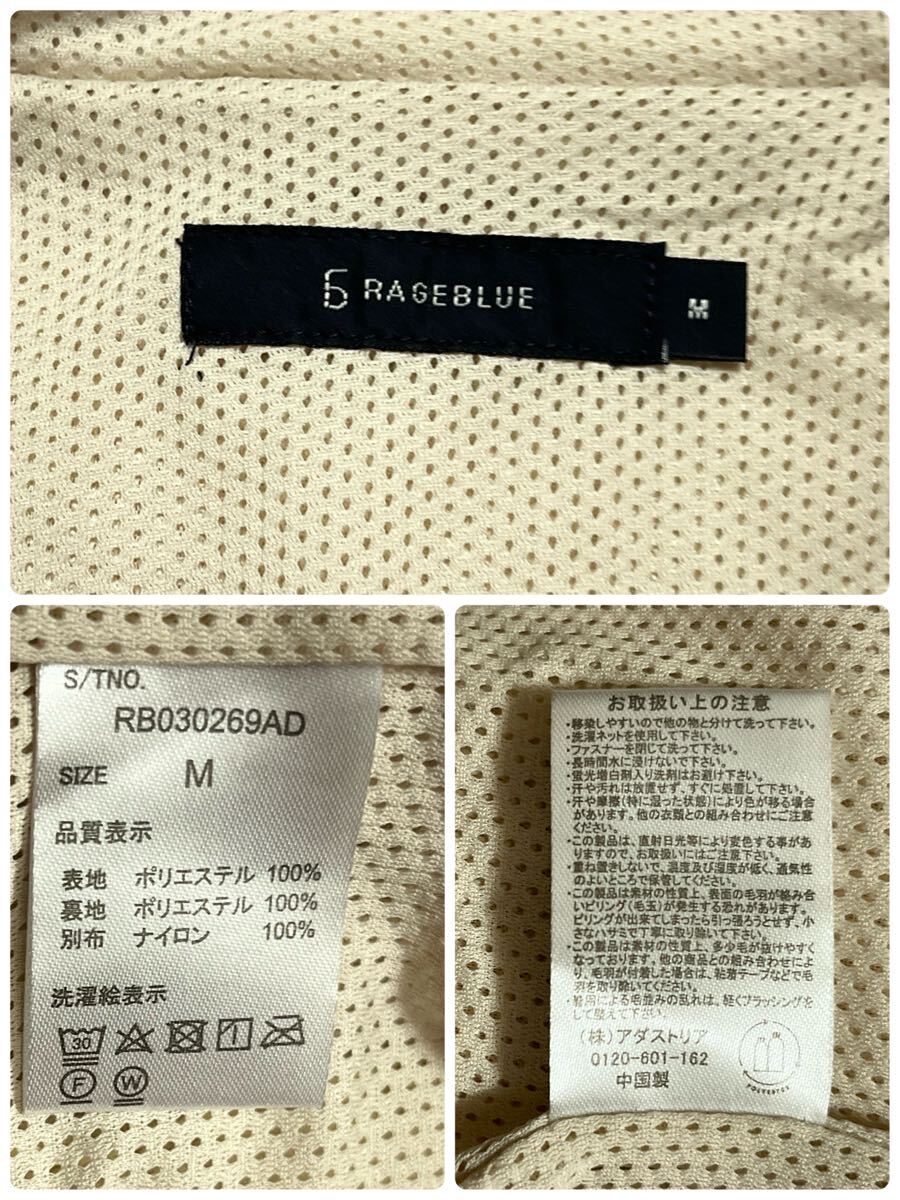 RAGEBLUE
M
S/TNO.
RB030269AD
SIZE M
品質表示
表地 ポリエステル 100%
裏地 ポリエステル 100%
別布 ナイロン 100%
洗濯絵表示
30
F W
お取扱い上の注意
・移染しやすいので他の物と分けて洗って下さい。
・洗濯ネットを使用して下さい。
・ファスナーを閉じて洗って下さい。
・長時間水に浸けないで下さい。
・蛍光増白剤入り洗剤はお避け下さい。
・汗や汚れは放置せず、すぐに処置して下さい。
・汗や摩擦(特に湿った状態)により色が移る場合
があります。他の衣類との組み合わせにご注意
ください。
・この製品は、直射日光等により変色する事があ
りますので、お取扱いにはご注意下さい。
・重ね置きしないで、温度及び湿度が低く、通気性
のよいところで保管してください。
・この製品は素材の性質上、表面の毛羽が絡み合
いピリング(毛玉)が発生する恐れがあります。
ピリングが出来てしまったら引っ張ろうとせず、小
さなハサミで丁寧に取り除いて下さい。
・この製品は素材の性質上、多少毛が抜けやすく
なっております。他の商品との組み合わせによ
り、毛羽が付着した場合は、粘着テープなどで毛
羽を取り除いてください。
・着用による毛並みの乱れは、軽くブラッシングを
して整えて下さい。
(株)アダストリア
0120-601-162
中国製
POLYESTER